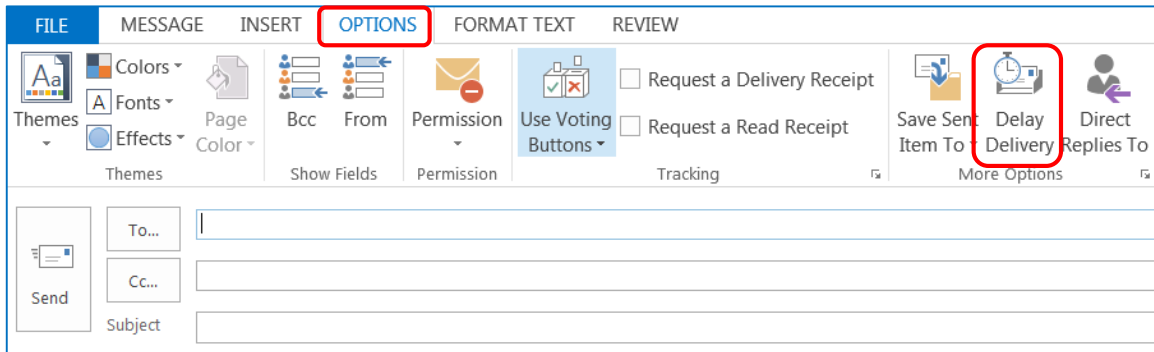 FILE MESSAGE INSERT OPTIONS FORMAT TEXT REVIEW
Aa Colors
A Fonts
Effects
Themes
Page
Color
Bcc From
Permission
Use Voting
Buttons
Request a Delivery Receipt
Request a Read Receipt
Save Sent
Item To
Delay
Delivery
Direct
Replies To
Themes Show Fields Permission Tracking More Options
To...
Cc...
Send
Subject